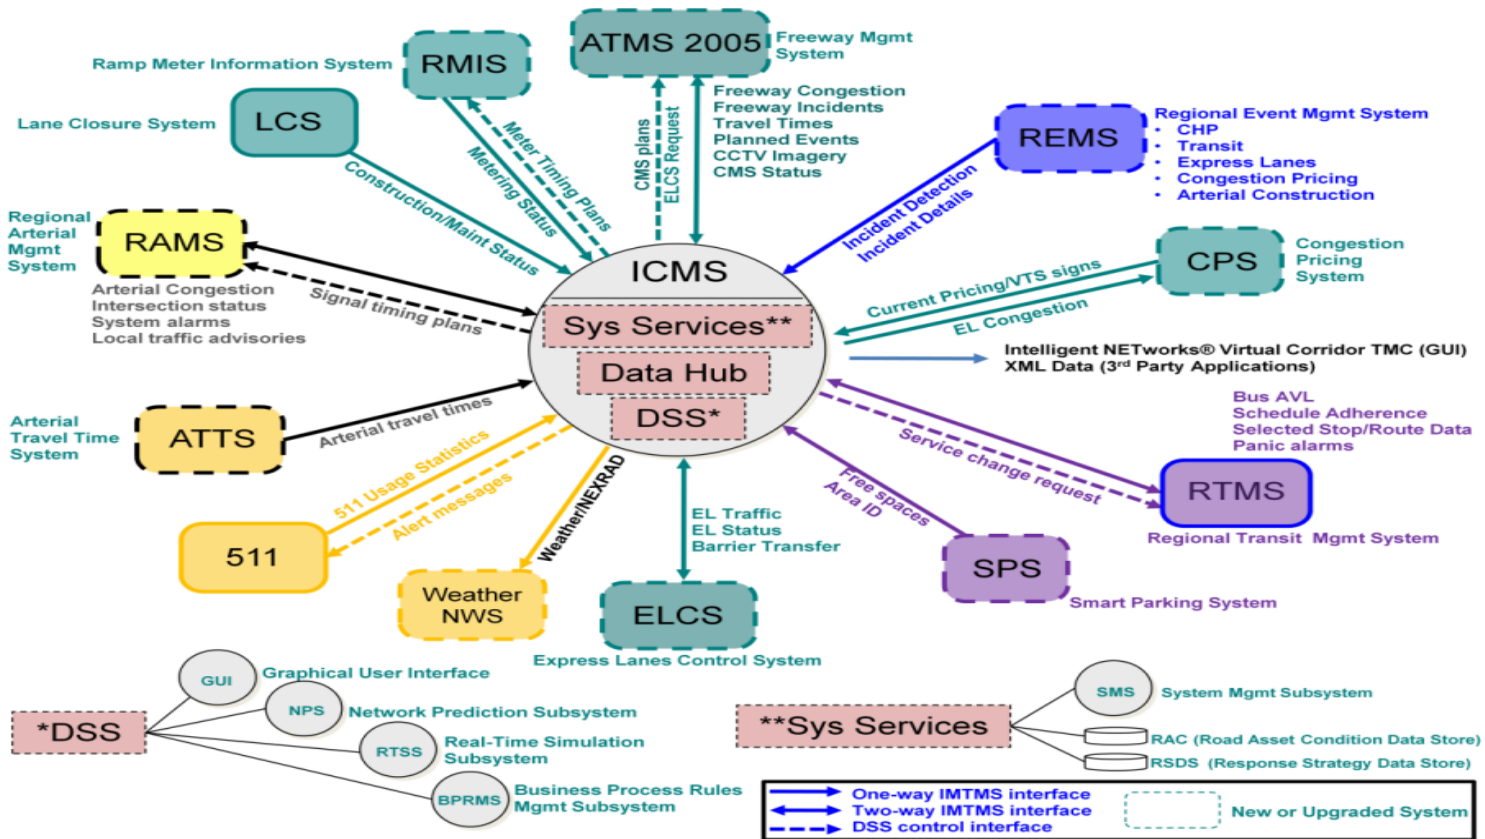 ATMS 2005
Freeway Mgmt
System
RMIS
Ramp Meter Information System
LCS
Lane Closure System
CMS plans
ELCS Request
Freeway Congestion
Freeway Incidents
Travel Times
Planned Events
CCTV Imagery
CMS Status
REMS
Regional Event Mgmt System
• CHP
• Transit
• Express Lanes
• Congestion Pricing
• Arterial Construction
Meter Timing Plans
Metering Status
Construction/Maint Status
Incident Detection
Incident Details
Regional
Arterial
Mgmt
System
RAMS
Arterial Congestion
Intersection status
System alarms
Local traffic advisories
Signal timing plans
ICMS
Sys Services**
Data Hub
DSS*
CPS
Congestion
Pricing
System
Current Pricing/VTS signs
EL Congestion
Intelligent NETworks® Virtual Corridor TMC (GUI)
XML Data (3rd Party Applications)
Arterial
Travel Time
System
ATTS
Arterial travel times
Bus AVL
Schedule Adherence
Selected Stop/Route Data
Panic alarms
Service change request
RTMS
Regional Transit Mgmt System
511 Usage Statistics
Alert messages
511
Weather/NEXRAD
Weather
NWS
EL Traffic
EL Status
Barrier Transfer
ELCS
Express Lanes Control System
Free spaces
Area ID
SPS
Smart Parking System
*DSS
GUI
Graphical User Interface
NPS
Network Prediction Subsystem
RTSS
Real-Time Simulation
Subsystem
BPRMS
Business Process Rules
Mgmt Subsystem
**Sys Services
SMS
System Mgmt Subsystem
RAC (Road Asset Condition Data Store)
RSDS (Response Strategy Data Store)
One-way IMTMS interface
Two-way IMTMS interface
DSS control interface
New or Upgraded System